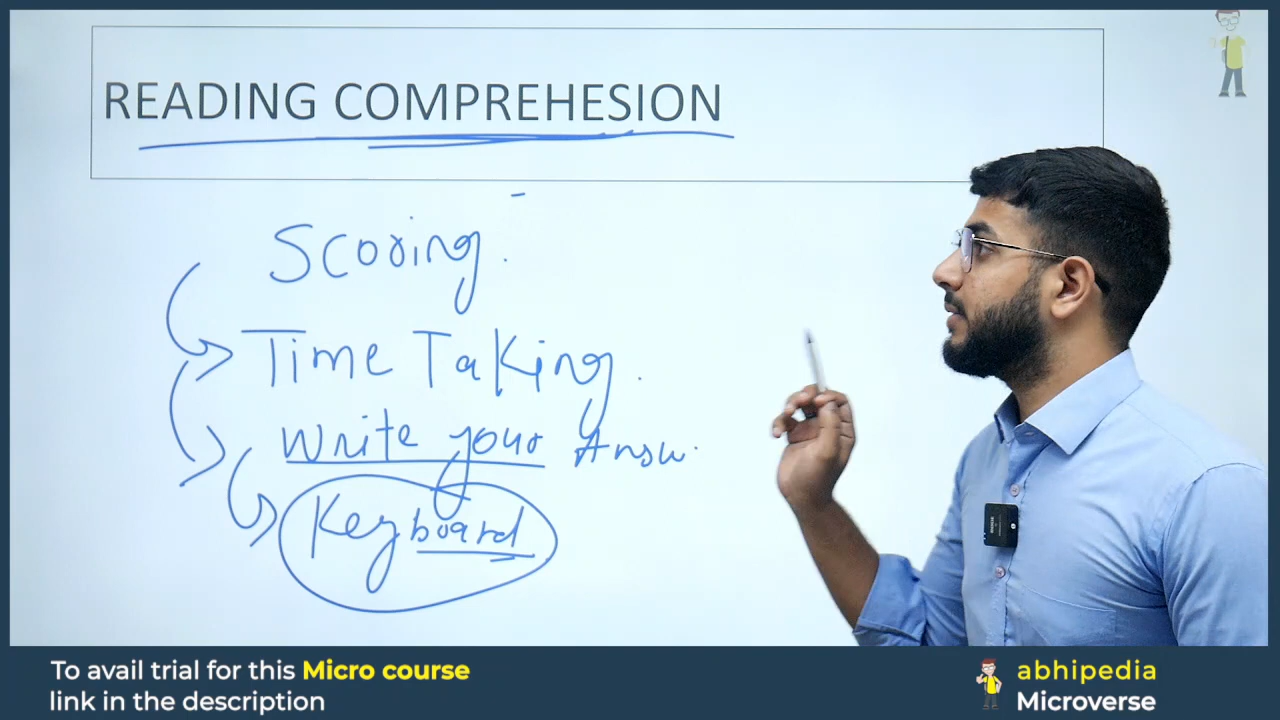 READING COMPREHESION
Scoring.
Time Taking.
Write your Answ.
Keyboard
To avail trial for this Micro course
link in the description
abhipedia
Microverse